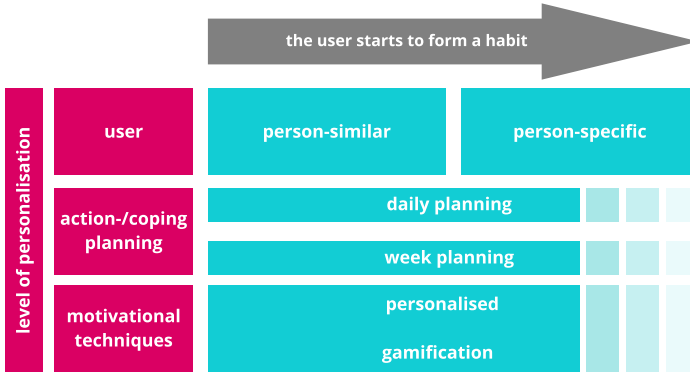 the user starts to form a habit
level of personalisation
user
person-similar
person-specific
action-/coping
planning
daily planning
week planning
motivational
techniques
personalised
gamification